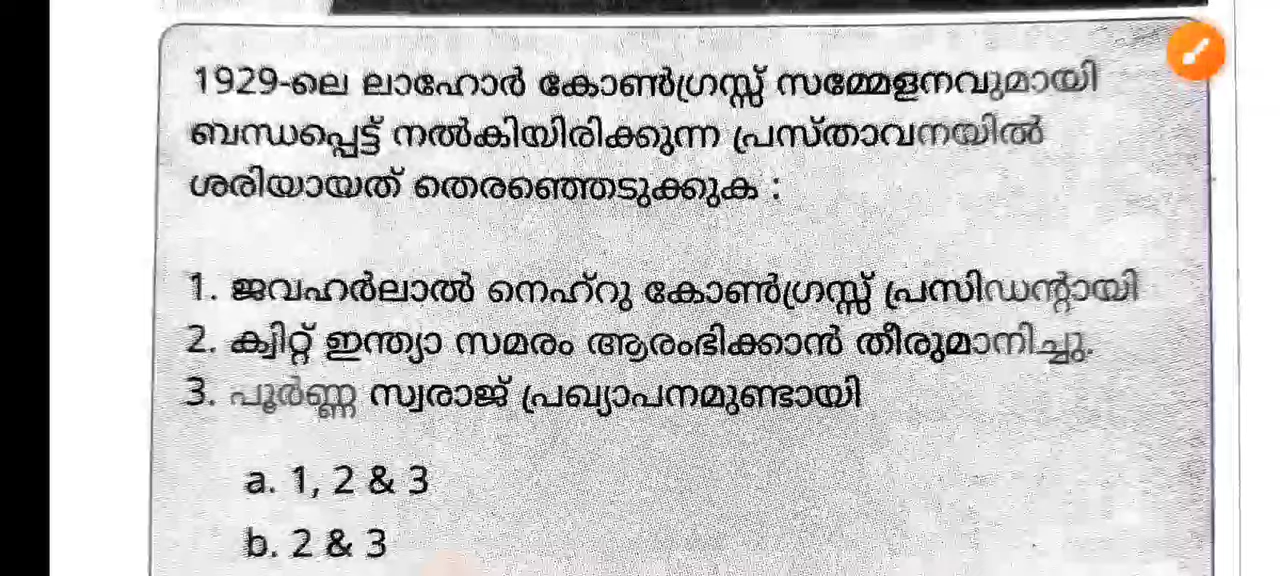 1929-ലെ ലാഹോർ കോൺഗ്രസ്സ് സമ്മേളനവുമായി
ബന്ധപ്പെട്ട് നൽകിയിരിക്കുന്ന പ്രസ്താവനയിൽ
ശരിയായത് തെരഞ്ഞെടുക്കുക :
1. ജവഹർലാൽ നെഹ്റു കോൺഗ്രസ്സ് പ്രസിഡന്റായി
2. ക്വിറ്റ് ഇന്ത്യാ സമരം ആരംഭിക്കാൻ തീരുമാനിച്ചു.
3. പൂർണ്ണ സ്വരാജ് പ്രഖ്യാപനമുണ്ടായി
a. 1, 2 & 3
b. 2 & 3